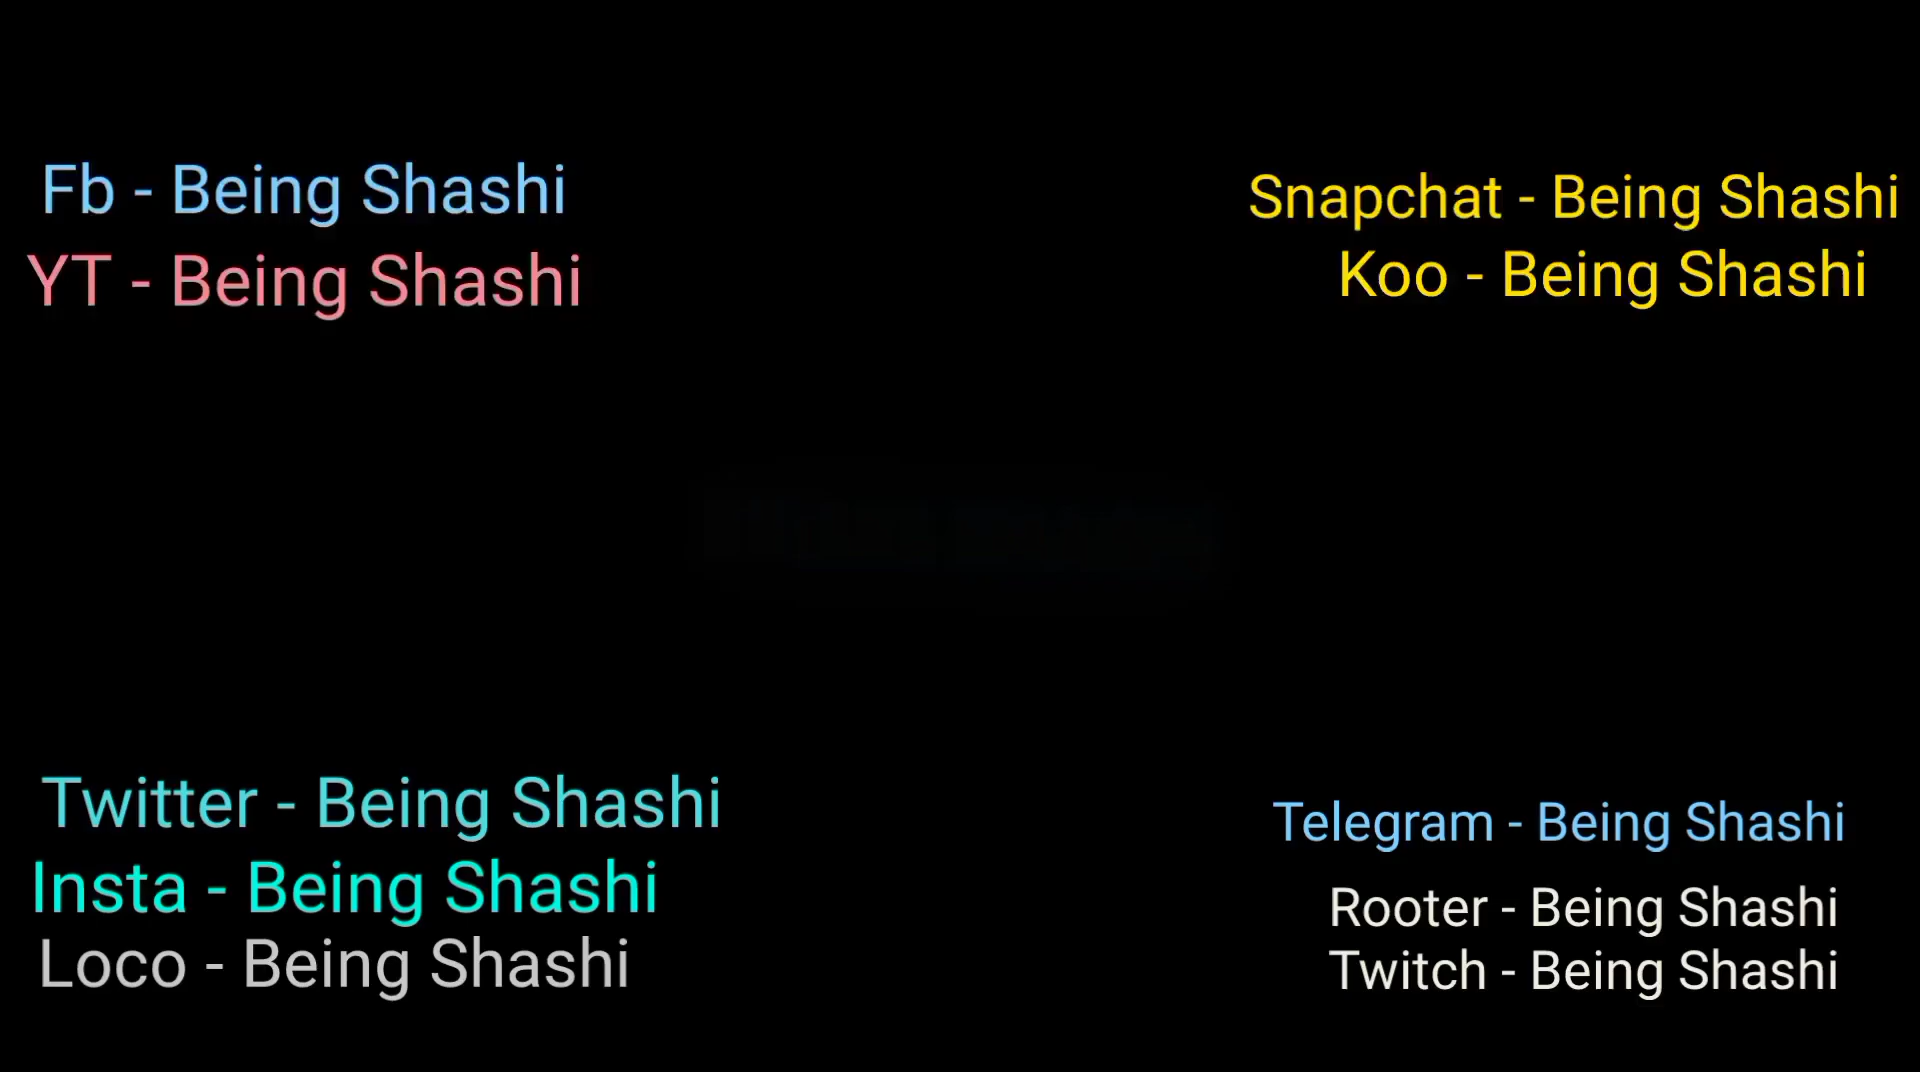 Fb - Being Shashi
YT - Being Shashi
Snapchat - Being Shashi
Koo - Being Shashi
Twitter - Being Shashi
Insta - Being Shashi
Loco - Being Shashi
Telegram - Being Shashi
Rooter - Being Shashi
Twitch - Being Shashi